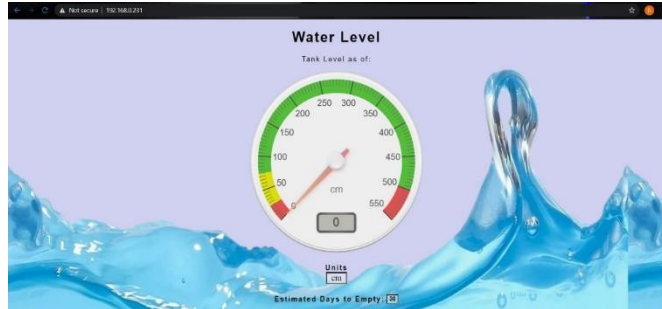 Not secure | 192.168.0.231
Water Level
Tank Level as of:
0
50
100
150
200
250
300
350
400
450
500
550
cm
0
Units
cm
Estimated Days to Empty: